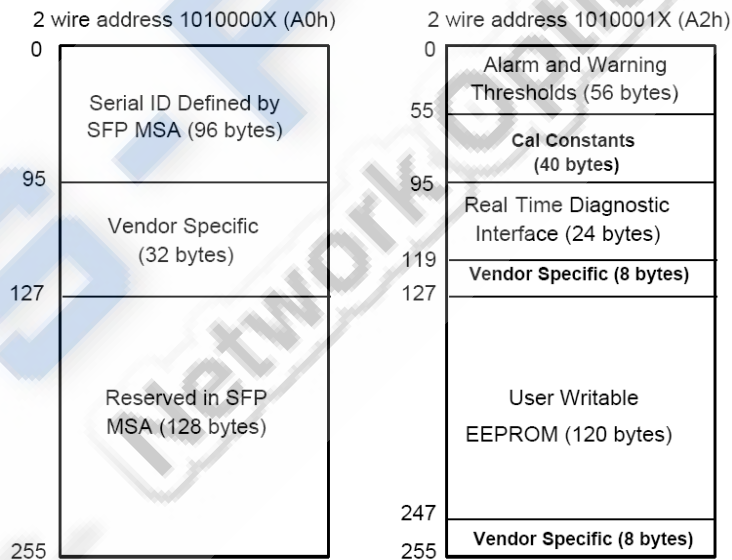 2 wire address 1010000X (A0h)
0
Serial ID Defined by
SFP MSA (96 bytes)
95
Vendor Specific
(32 bytes)
127
Reserved in SFP
MSA (128 bytes)
255
2 wire address 1010001X (A2h)
0
Alarm and Warning
Thresholds (56 bytes)
55
Cal Constants
(40 bytes)
95
Real Time Diagnostic
Interface (24 bytes)
119
Vendor Specific (8 bytes)
127
User Writable
EEPROM (120 bytes)
247
Vendor Specific (8 bytes)
255
Network